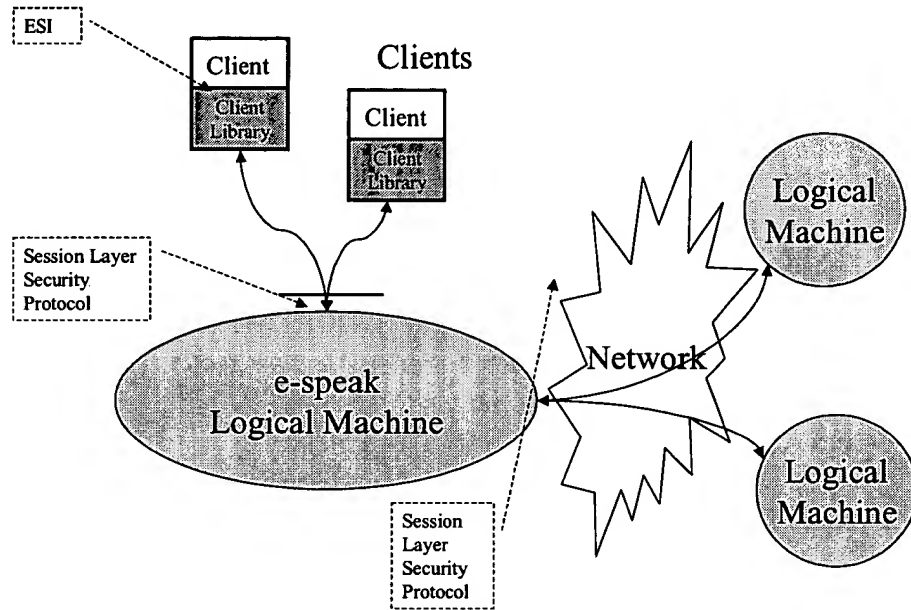 ESI
Client
Client
Library
Clients
Client
Client
Library
Logical
Machine
Session Layer
Security
Protocol
Network
e-speak
Logical Machine
Logical
Machine
Session
Layer
Security
Protocol